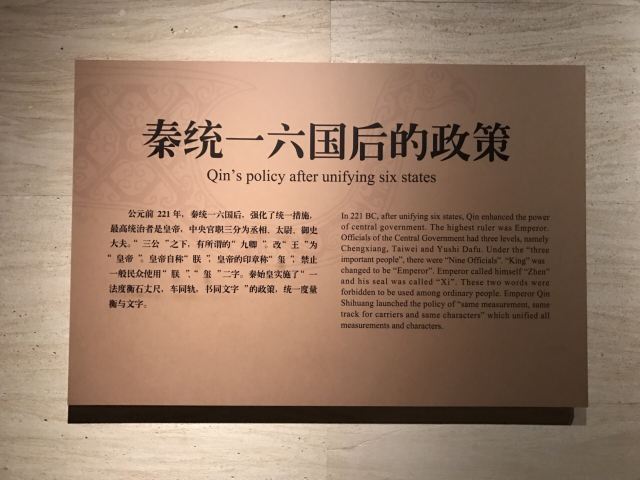 秦统一六国后的政策
Qin's policy after unifying six states
公元前 221 年，秦统一六国后，强化了统一措施，
最高统治者是皇帝，中央官职三分为丞相、太尉、御史
大夫。“三公”之下，有所谓的“九卿”。改“王”为
“皇帝”。皇帝自称“朕”，皇帝的印章称“玺”，禁止
一般民众使用“朕”、“玺”二字。秦始皇实施了“一
法度衡石丈尺，车同轨，书同文字”的政策，统一度量
衡与文字。
In 221 BC, after unifying six states, Qin enhanced the power
of central government. The highest ruler was Emperor.
Officials of the Central Government had three levels, namely
Chengxiang, Taiwei and Yushi Dafu. Under the “three
important people”, there were “Nine Officials”. “King” was
changed to be “Emperor”. Emperor called himself “Zhen”
and his seal was called “Xi”. These two words were
forbidden to be used among ordinary people. Emperor Qin
Shihuang launched the policy of “same measurement, same
track for carriers and same characters” which unified all
measurements and characters.